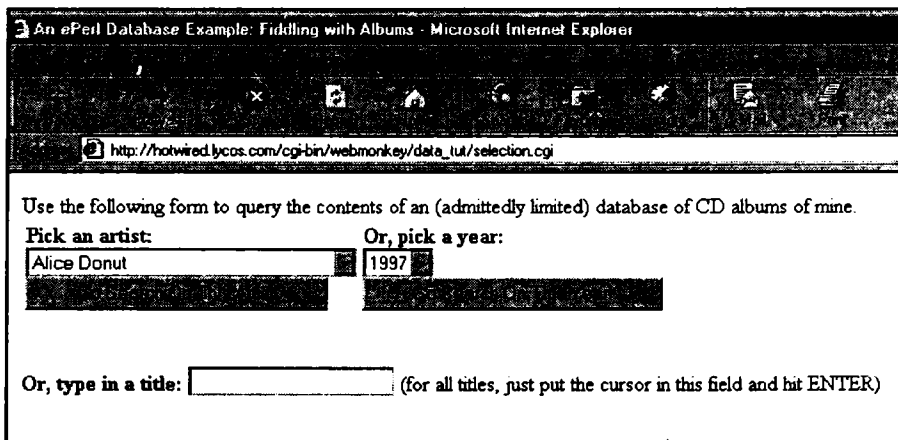 An ePerl Database Example: Fiddling with Albums - Microsoft Internet Explorer
http://hotwired.lycos.com/cgi-bin/webmonkey/data_tut/selection.cgi
Use the following form to query the contents of an (admittedly limited) database of CD albums of mine.
Pick an artist: Or, pick a year:
Alice Donut 1997
Or, type in a title: (for all titles, just put the cursor in this field and hit ENTER)